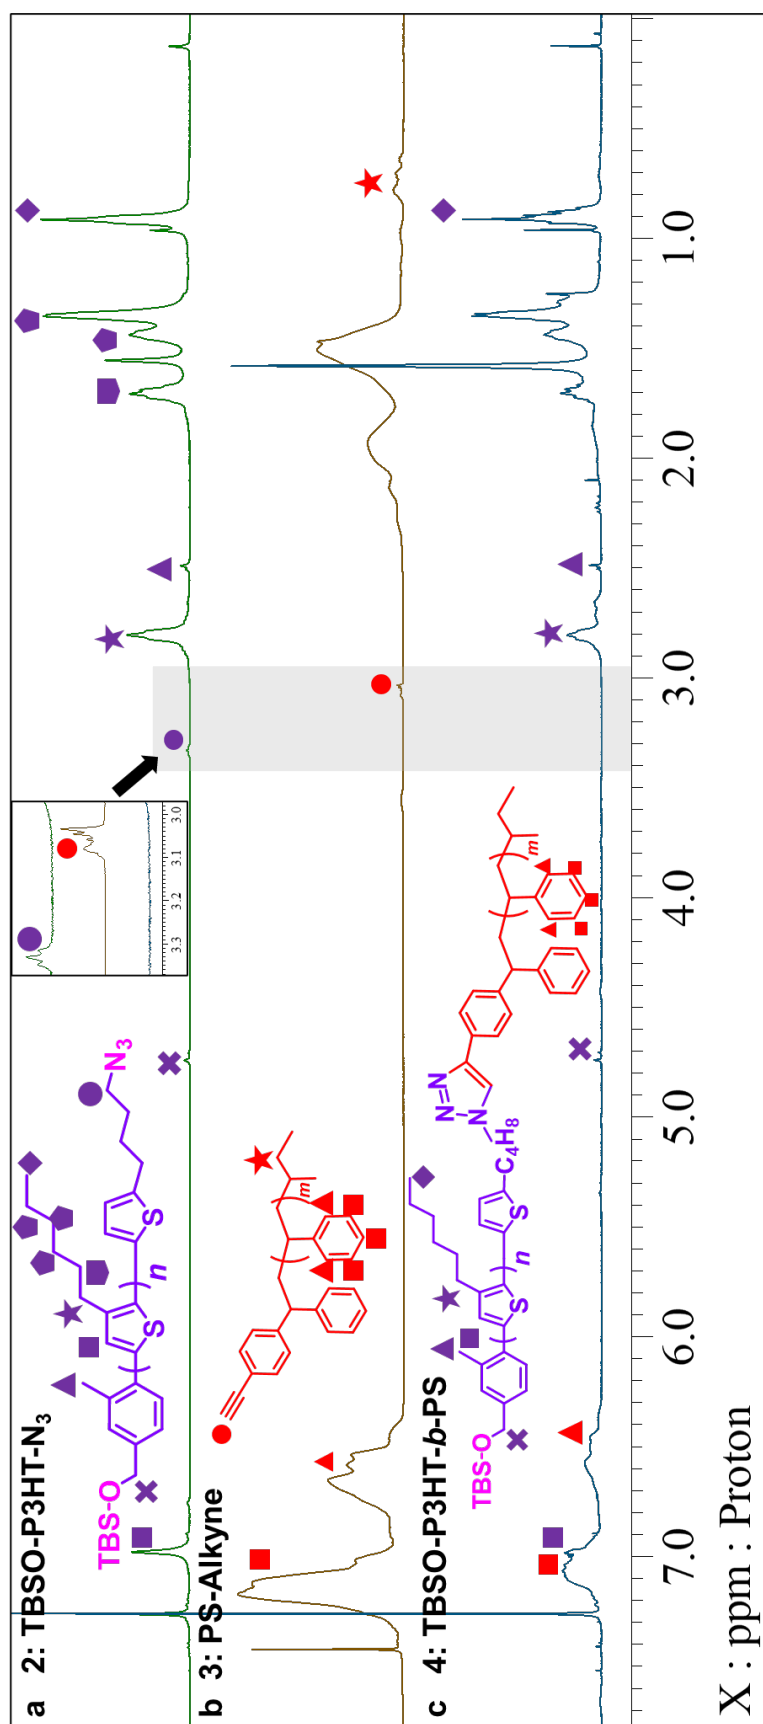 a 2: TBSO-P3HT-N3
TBS-O
S
n
S
N3
3.3 3.2 3.1 3.0
b 3: PS-Alkyne
m
c 4: TBSO-P3HT-b-PS
TBS-O
S
n
S
C4H8
N
N
N
m
7.0 6.0 5.0 4.0 3.0 2.0 1.0
X : ppm : Proton